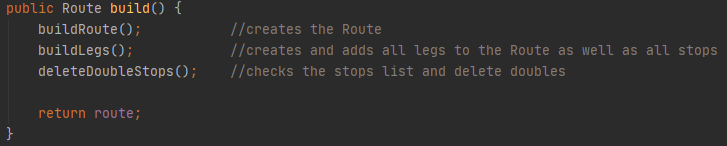 public Route build() {
    buildRoute();           //creates the Route
    buildLegs();            //creates and adds all legs to the Route as well as all stops
    deleteDoubleStops();    //checks the stops list and delete doubles

    return route;
}